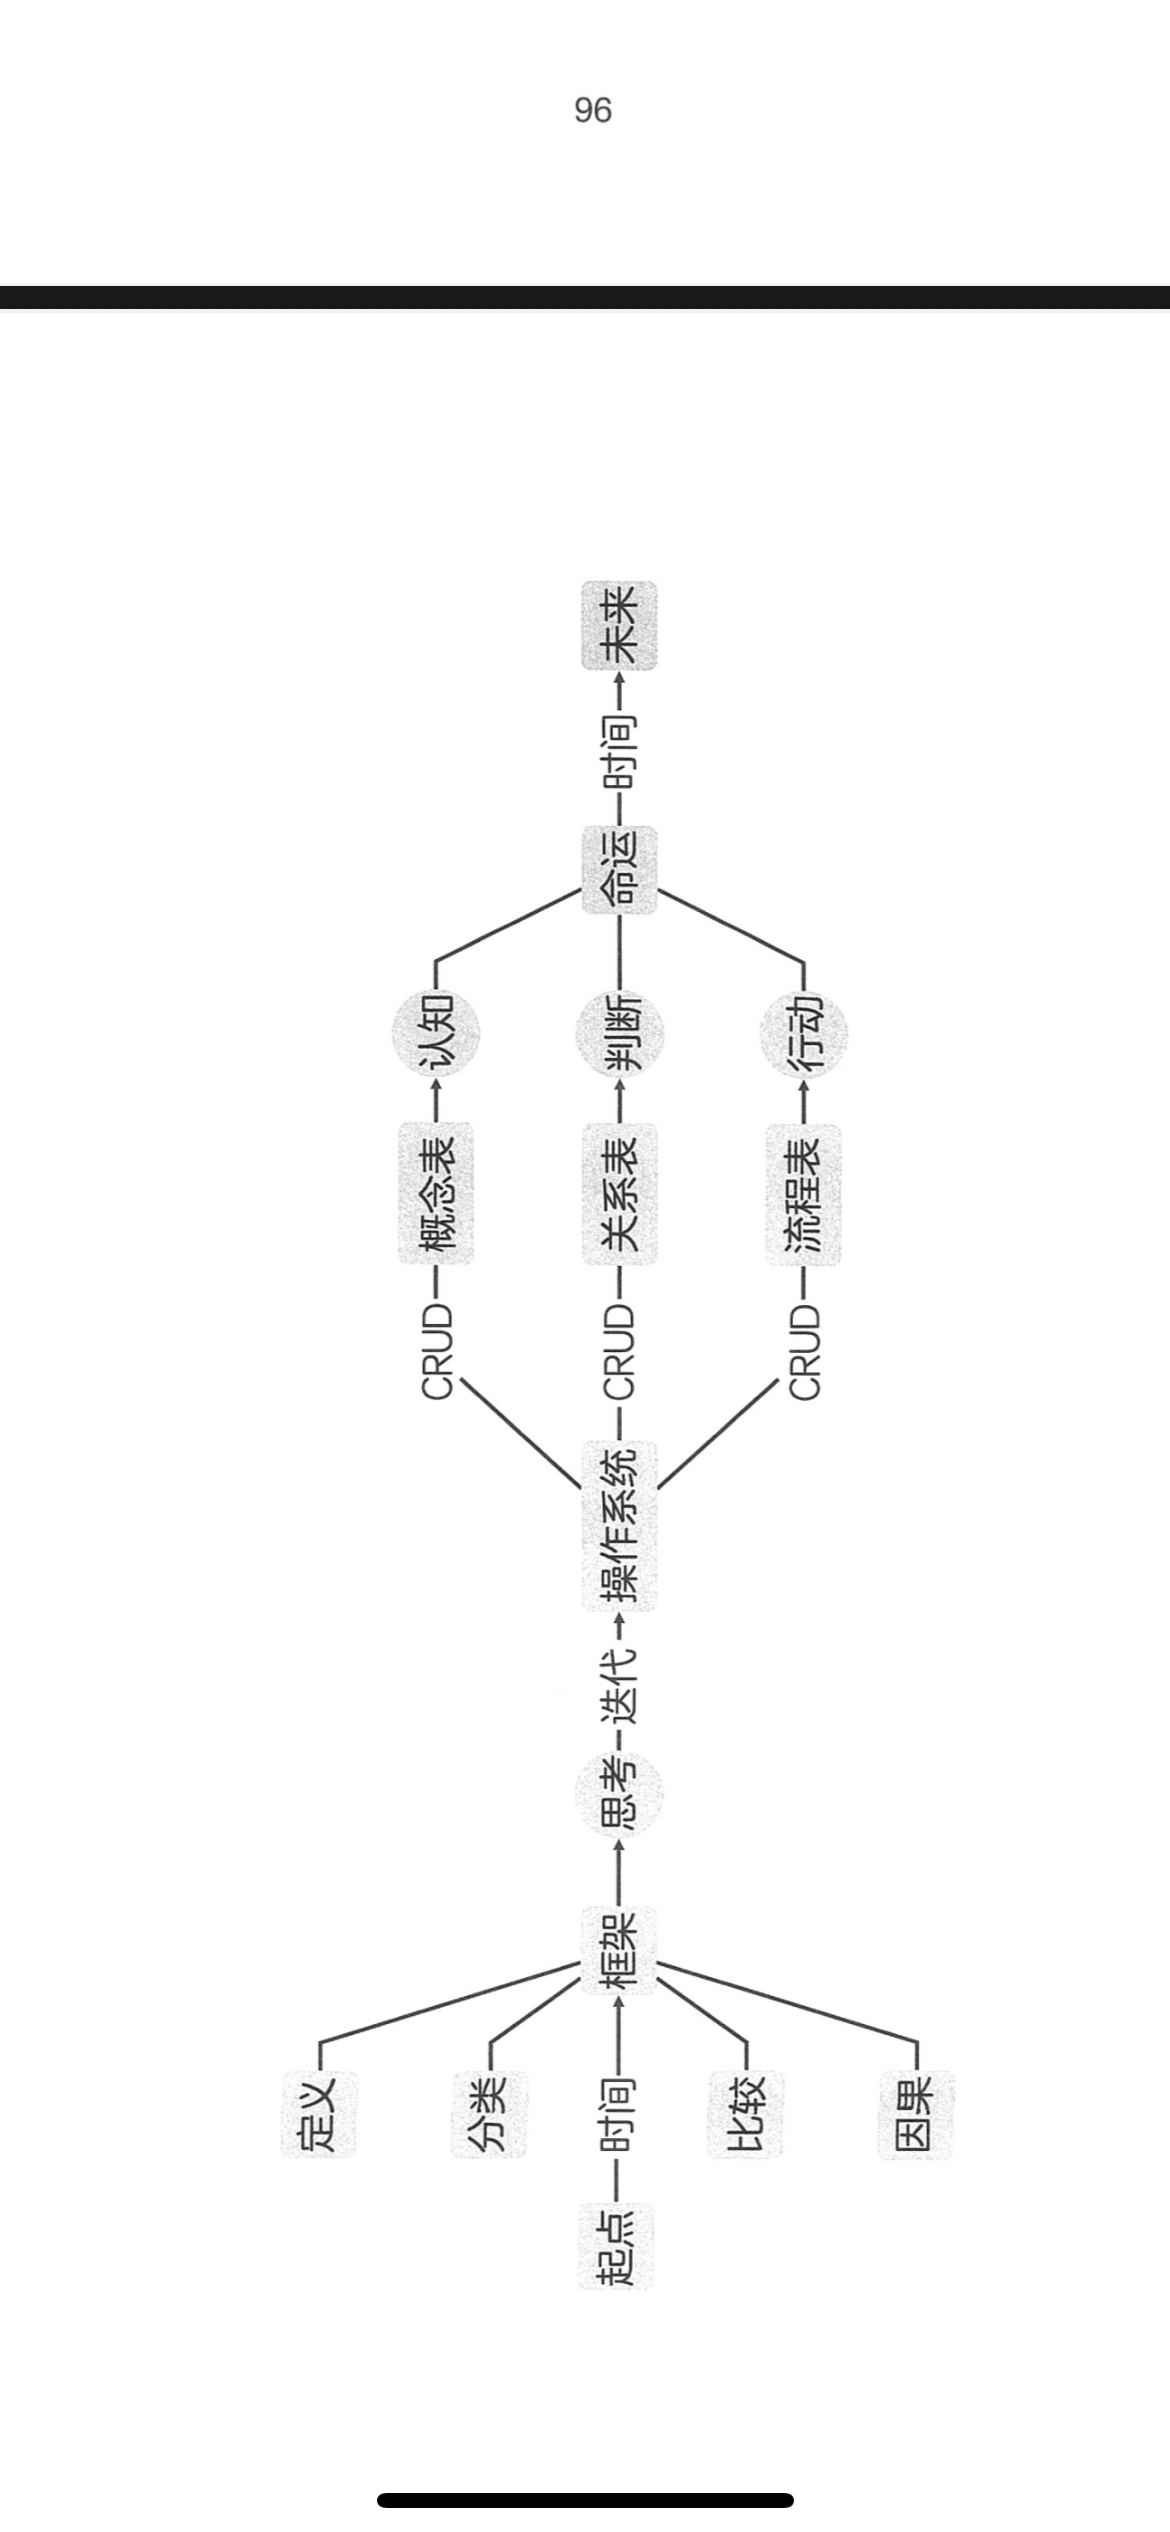 96
起点
时间
定义
分类
比较
因果
框架
思考
迭代
操作系统
CRUD
CRUD
CRUD
概念表
关系表
流程表
认知
判断
行动
命运
时间
未来